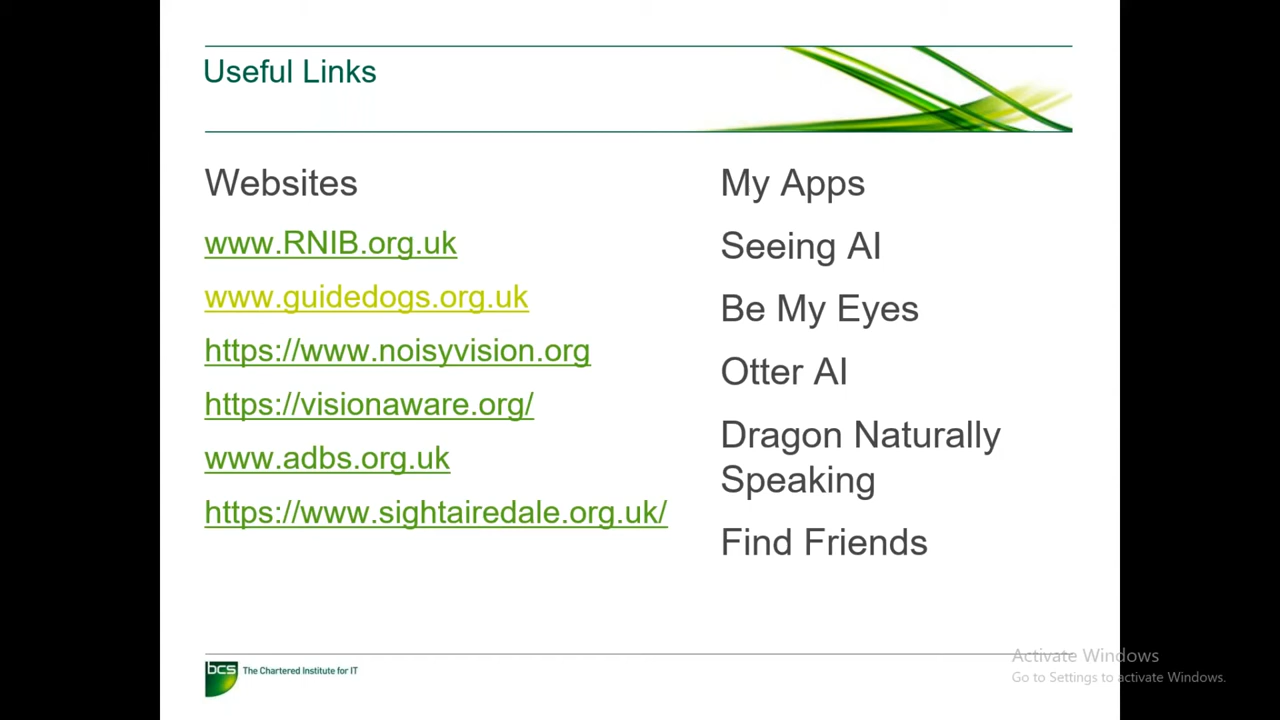 Useful Links
Websites
www.RNIB.org.uk
www.guidedogs.org.uk
https://www.noisyvision.org
https://visionaware.org/
www.adbs.org.uk
https://www.sightairedale.org.uk/
My Apps
Seeing AI
Be My Eyes
Otter AI
Dragon Naturally
Speaking
Find Friends
bcs The Chartered Institute for IT
Activate Windows
Go to Settings to activate Windows.